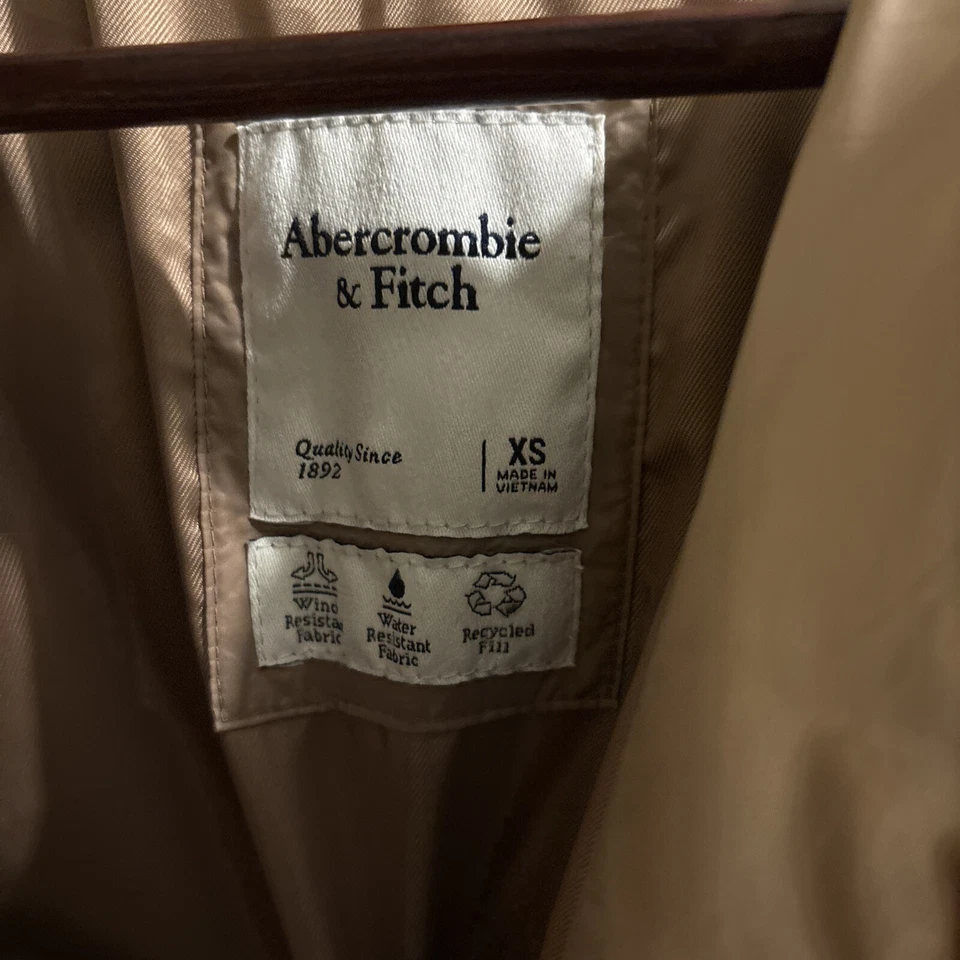 Abercrombie
& Fitch
Quality Since
1892
XS
MADE IN
VIETNAM
Wind
Resistant
Fabric
Water
Resistant
Fabric
Recycled
Fill